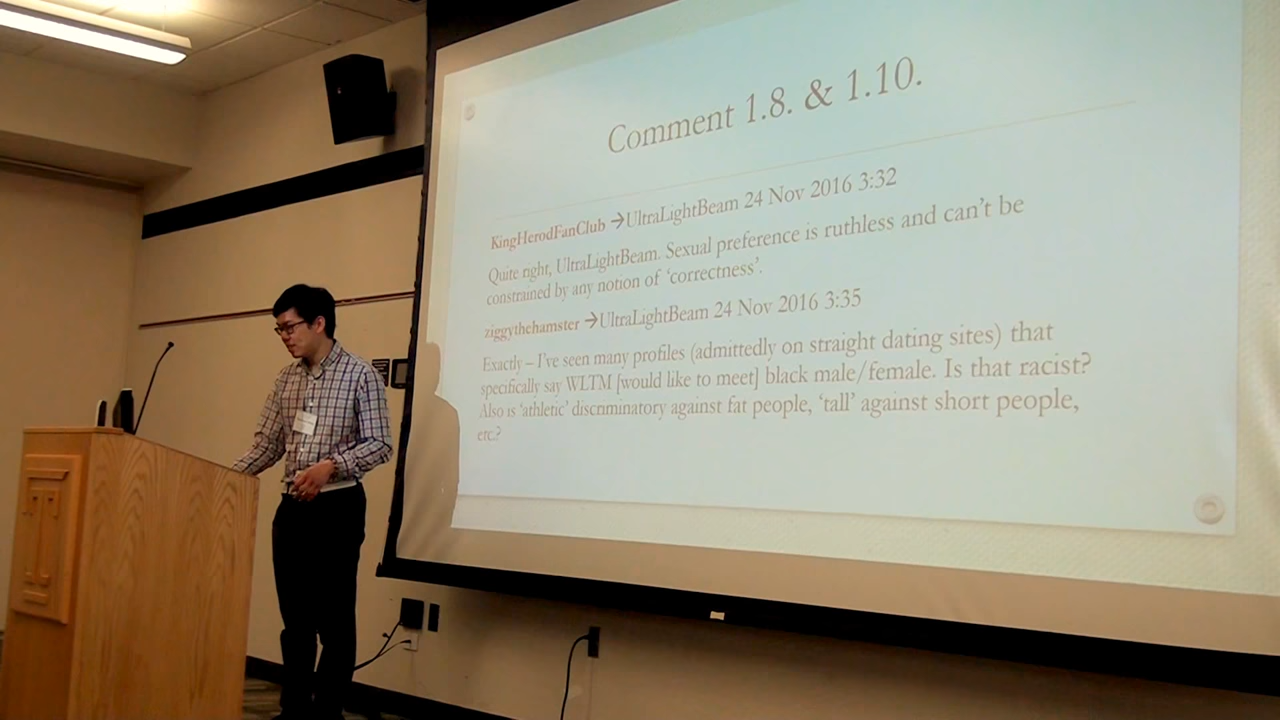 Comment 1.8. & 1.10.
KingHerodFanClub →UltraLightBeam 24 Nov 2016 3:32
Quite right, UltraLightBeam. Sexual preference is ruthless and can't be
constrained by any notion of 'correctness'.
ziggythehamster →UltraLightBeam 24 Nov 2016 3:35
Exactly – I've seen many profiles (admittedly on straight dating sites) that
specifically say WLTM [would like to meet] black male/female. Is that racist?
Also is 'athletic' discriminatory against fat people, 'tall' against short people,
etc.?